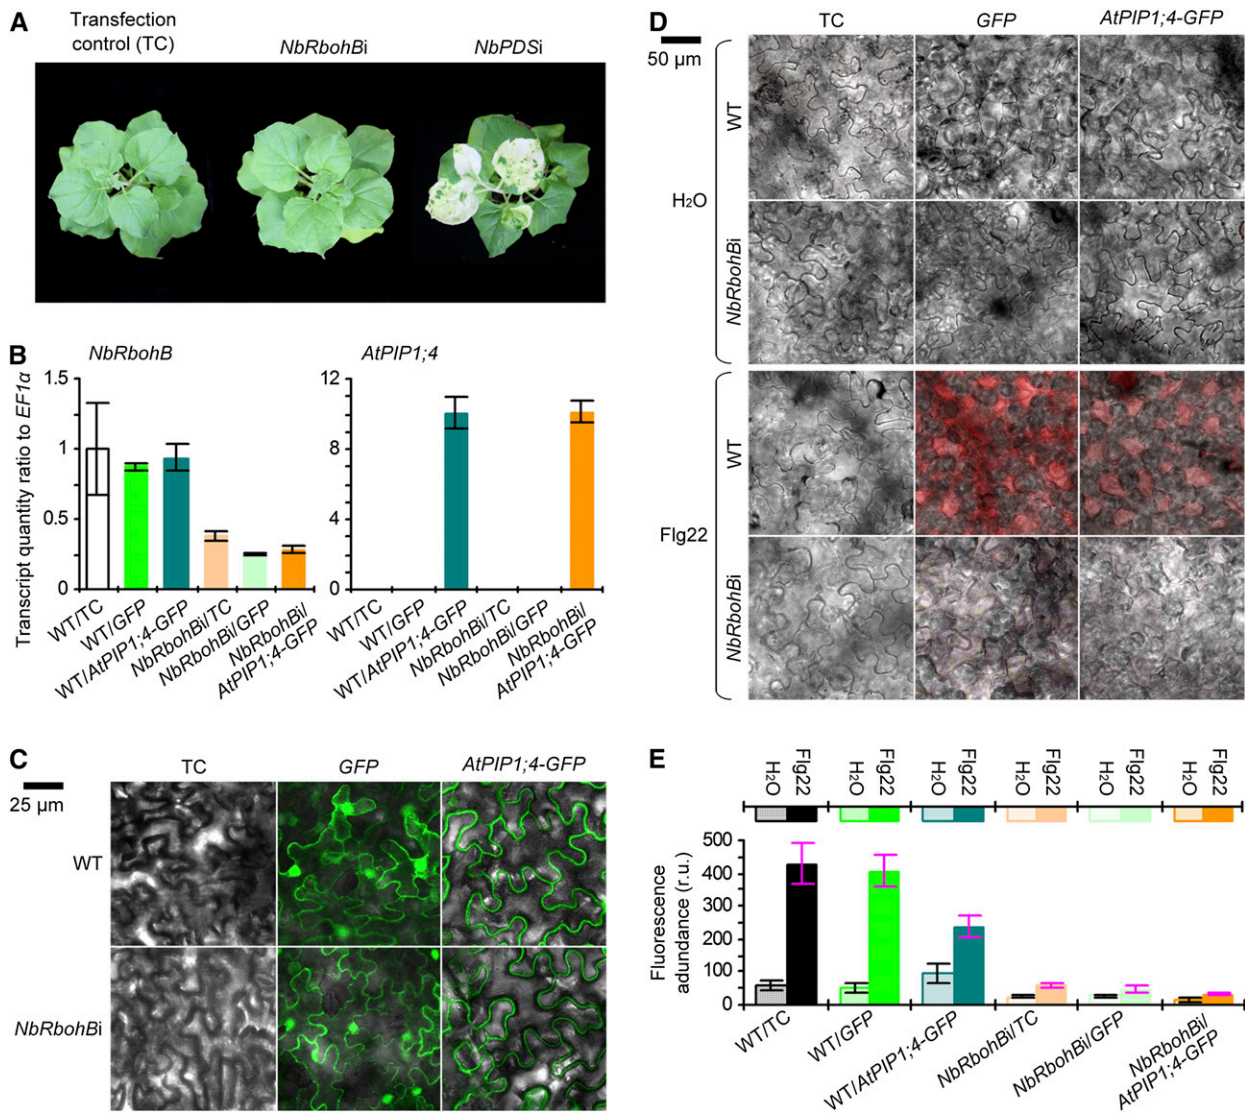 A
Transfection
control (TC)
NbRbohBi
NbPDSi
B
NbRbohB
AtPIP1;4
Transcript quantity ratio to EF1α
1.5
1
0.5
0
12
10
8
6
4
2
0
WT/TC
WT/GFP
WT/AtPIP1;4-GFP
NbRbohBi/TC
NbRbohBi/GFP
NbRbohBi/
AtPIP1;4-GFP
WT/TC
WT/GFP
WT/AtPIP1;4-GFP
NbRbohBi/TC
NbRbohBi/GFP
NbRbohBi/
AtPIP1;4-GFP
C
TC
GFP
AtPIP1;4-GFP
25 μm
WT
NbRbohBi
D
TC
GFP
AtPIP1;4-GFP
50 μm
H2O
WT
NbRbohBi
Flg22
WT
NbRbohBi
E
H2O
Flg22
H2O
Flg22
H2O
Flg22
H2O
Flg22
H2O
Flg22
H2O
Flg22
Fluorescence
adundance (r.u.)
500
400
300
200
100
0
WT/TC
WT/GFP
WT/AtPIP1;4-GFP
NbRbohBi/TC
NbRbohBi/GFP
NbRbohBi/
AtPIP1;4-GFP